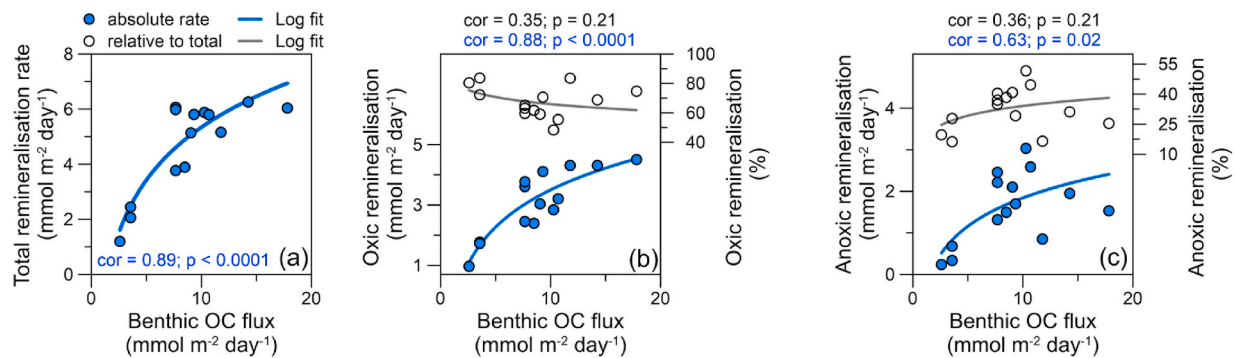 absolute rate
Log fit
relative to total
Log fit
Total remineralisation rate
(mmol m⁻² day⁻¹)
8
6
4
2
0
cor = 0.89; p < 0.0001
(a)
0
10
20
Benthic OC flux
(mmol m⁻² day⁻¹)
cor = 0.35; p = 0.21
cor = 0.88; p < 0.0001
Oxic remineralisation
(mmol m⁻² day⁻¹)
5
3
1
100
80
60
40
Oxic remineralisation
(%)
(b)
0
10
20
Benthic OC flux
(mmol m⁻² day⁻¹)
cor = 0.36; p = 0.21
cor = 0.63; p = 0.02
Anoxic remineralisation
(mmol m⁻² day⁻¹)
4
2
0
55
40
25
10
Anoxic remineralisation
(%)
(c)
0
10
20
Benthic OC flux
(mmol m⁻² day⁻¹)